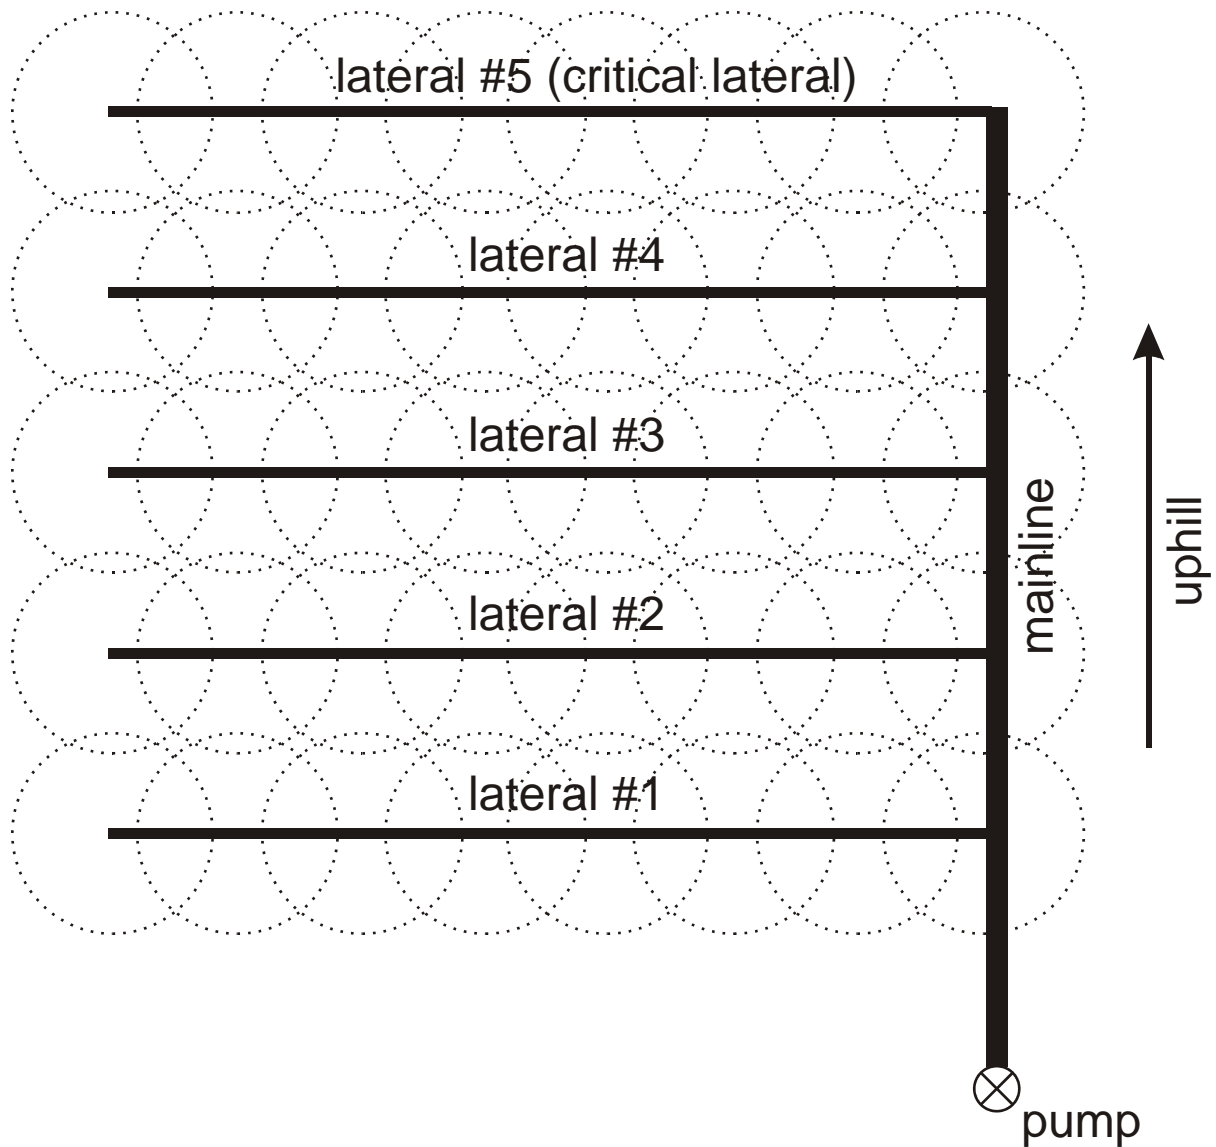 lateral #5 (critical lateral)
lateral #4
lateral #3
mainline
uphill
lateral #2
lateral #1
pump